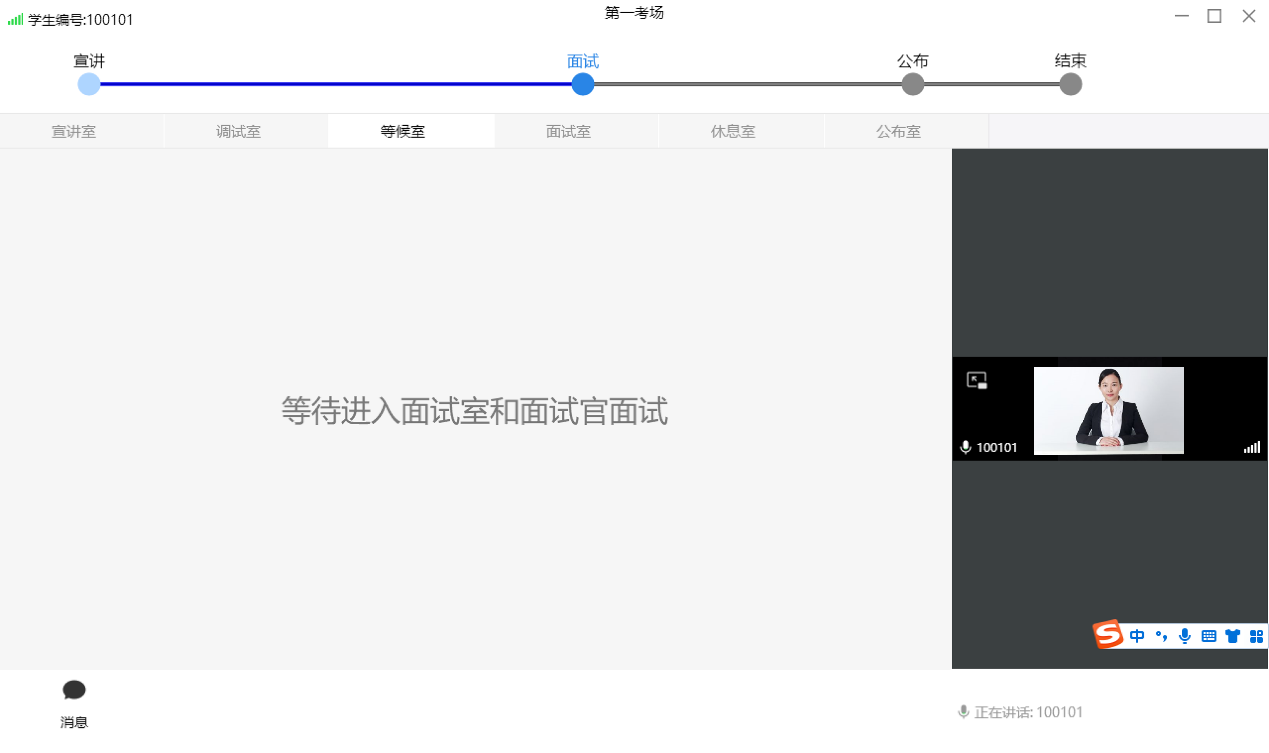 学生编号:100101
第一考场
宣讲 面试 公布 结束
宣讲室 调试室 等候室 面试室 休息室 公布室
等待进入面试室和面试官面试
100101
S 中
消息
正在讲话: 100101